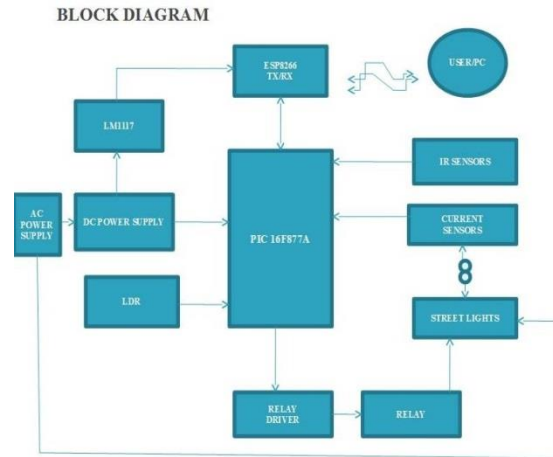 BLOCK DIAGRAM
ESP8266
TX/RX
USER/PC
LM1117
IR SENSORS
AC
POWER
SUPPLY
DC POWER SUPPLY
PIC 16F877A
CURRENT
SENSORS
LDR
STREET LIGHTS
RELAY
DRIVER
RELAY